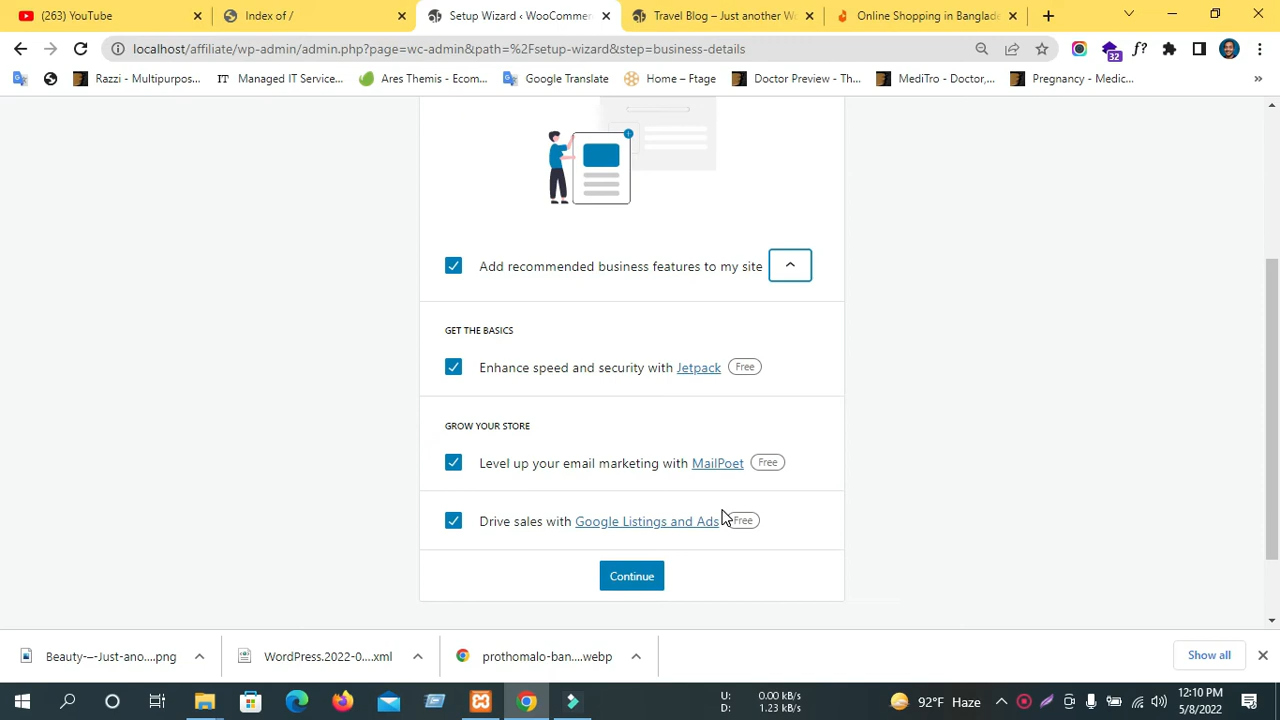 (263) YouTube
Index of /
Setup Wizard ‹ WooCommer
Travel Blog – Just another W
Online Shopping in Banglade
localhost/affiliate/wp-admin/admin.php?page=wc-admin&path=%2Fsetup-wizard&step=business-details
32
Razzi - Multipurpos...
IT Managed IT Service...
Ares Themis - Ecom...
Google Translate
Home – Ftage
Doctor Preview - Th...
MediTro - Doctor,...
Pregnancy - Medic...
»
Add recommended business features to my site
GET THE BASICS
Enhance speed and security with Jetpack Free
GROW YOUR STORE
Level up your email marketing with MailPoet Free
Drive sales with Google Listings and Ads Free
Continue
Beauty-–-Just-ano....png
WordPress.2022-0....xml
prothomalo-ban....webp
Show all
U: 0.00 kB/s
D: 1.23 kB/s
92°F Haze
12:10 PM
5/8/2022